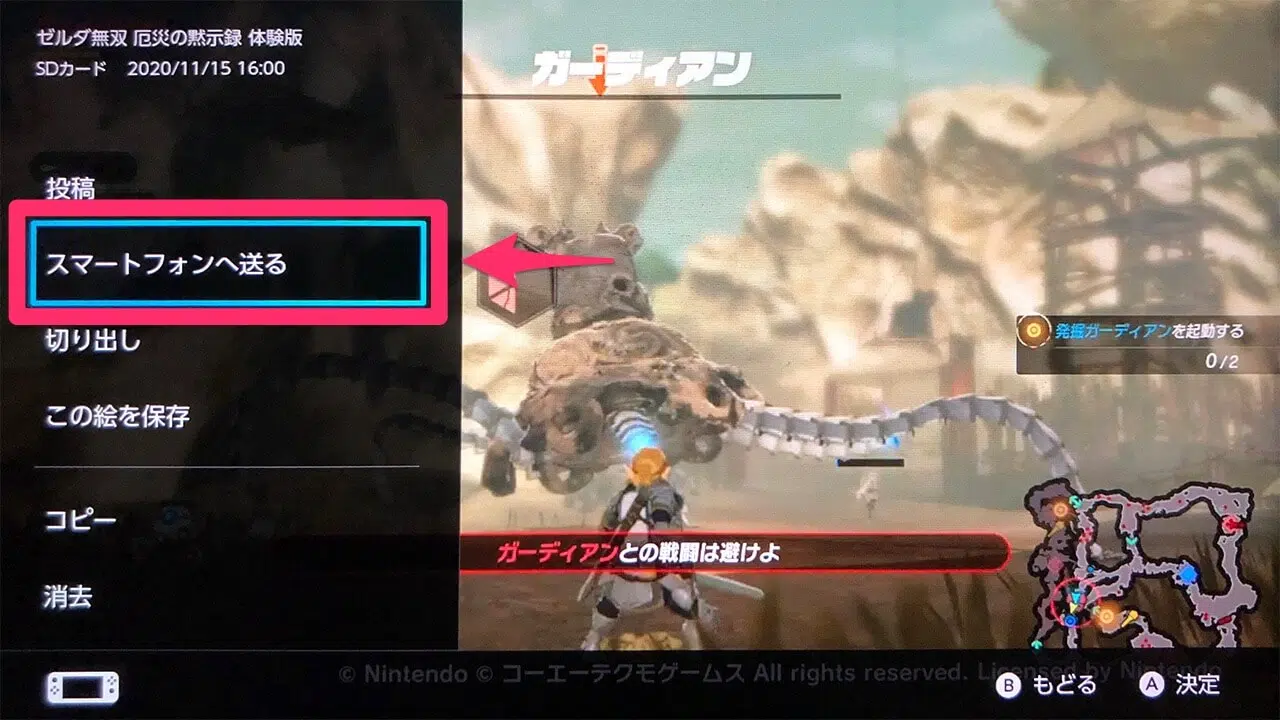 ゼルダ無双 厄災の黙示録 体験版
SDカード 2020/11/15 16:00
投稿
スマートフォンへ送る
切り出し
この絵を保存
コピー
消去
ガーディアン
発掘ガーディアンを起動する
0/2
ガーディアンとの戦闘は避けよ
© Nintendo © コーエーテクモゲームス All rights reserved. Licensed by Nintendo
B もどる
A 決定